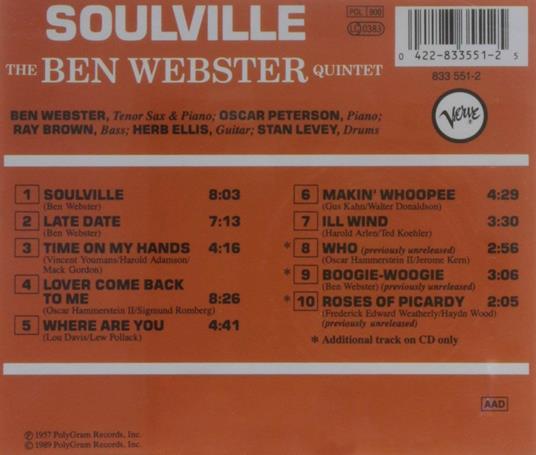 SOULVILLE
THE BEN WEBSTER QUINTET
PGL 900
LC 0383
0 422-833551-2 5
833 551-2
BEN WEBSTER, Tenor Sax & Piano; OSCAR PETERSON, Piano;
RAY BROWN, Bass; HERB ELLIS, Guitar; STAN LEVEY, Drums
Verve
1 SOULVILLE 8:03
(Ben Webster)
2 LATE DATE 7:13
(Ben Webster)
3 TIME ON MY HANDS 4:16
(Vincent Youmans/Harold Adamson/
Mack Gordon)
4 LOVER COME BACK
TO ME 8:26
(Oscar Hammerstein II/Sigmund Romberg)
5 WHERE ARE YOU 4:41
(Lou Davis/Lew Pollack)
6 MAKIN' WHOOPEE 4:29
(Gus Kahn/Walter Donaldson)
7 ILL WIND 3:30
(Harold Arlen/Ted Koehler)
* 8 WHO (previously unreleased) 2:56
(Oscar Hammerstein II/Jerome Kern)
* 9 BOOGIE-WOOGIE 3:06
(Ben Webster) (previously unreleased)
* 10 ROSES OF PICARDY 2:05
(Frederick Edward Weatherly/Haydn Wood)
(previously unreleased)
* Additional track on CD only
AAD
℗ 1957 PolyGram Records, Inc.
© 1989 PolyGram Records, Inc.